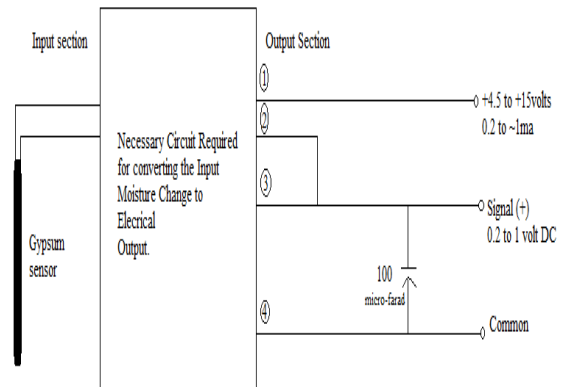 Input section
Output Section
①
+4.5 to +15volts
0.2 to ~1ma
②
Necessary Circuit Required
for converting the Input
Moisture Change to
Elecrical
Output.
③
Signal (+)
0.2 to 1 volt DC
Gypsum
sensor
100
micro-farad
④
Common